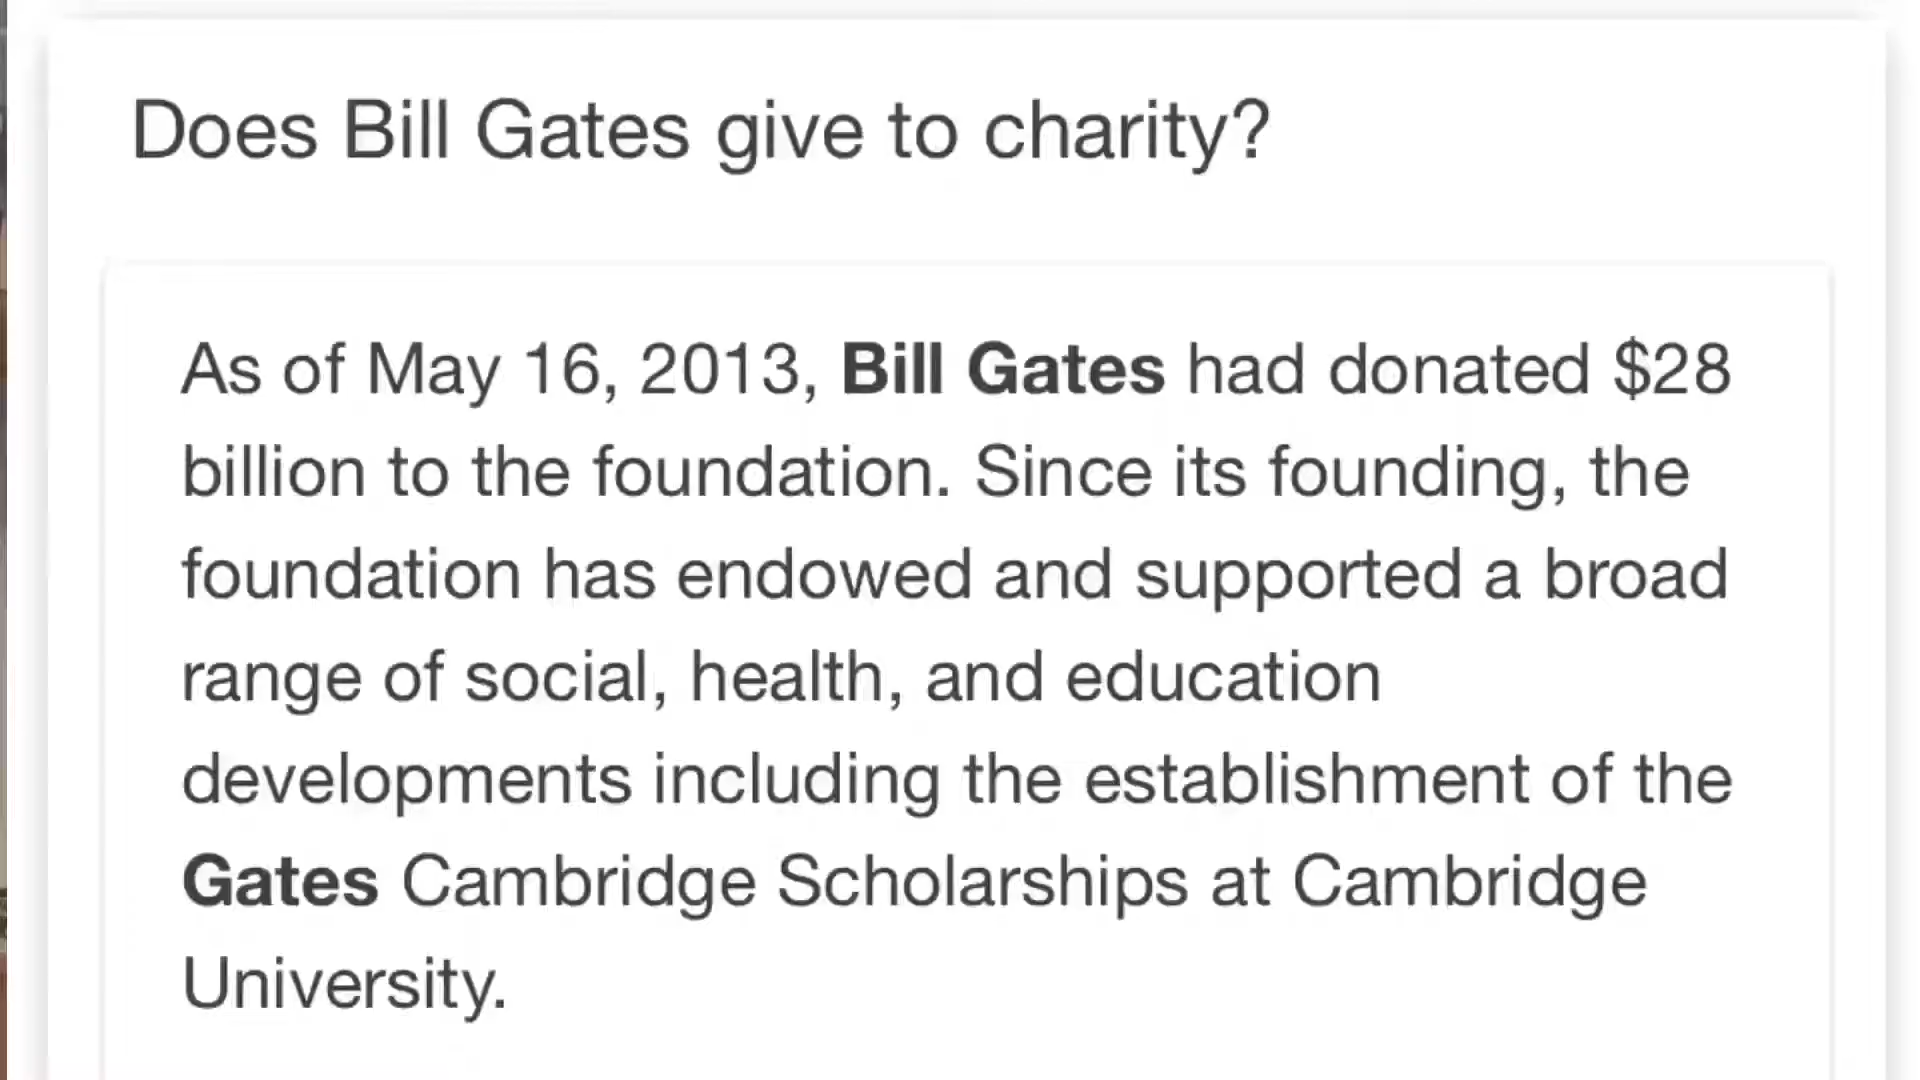 Does Bill Gates give to charity?
As of May 16, 2013, Bill Gates had donated $28
billion to the foundation. Since its founding, the
foundation has endowed and supported a broad
range of social, health, and education
developments including the establishment of the
Gates Cambridge Scholarships at Cambridge
University.